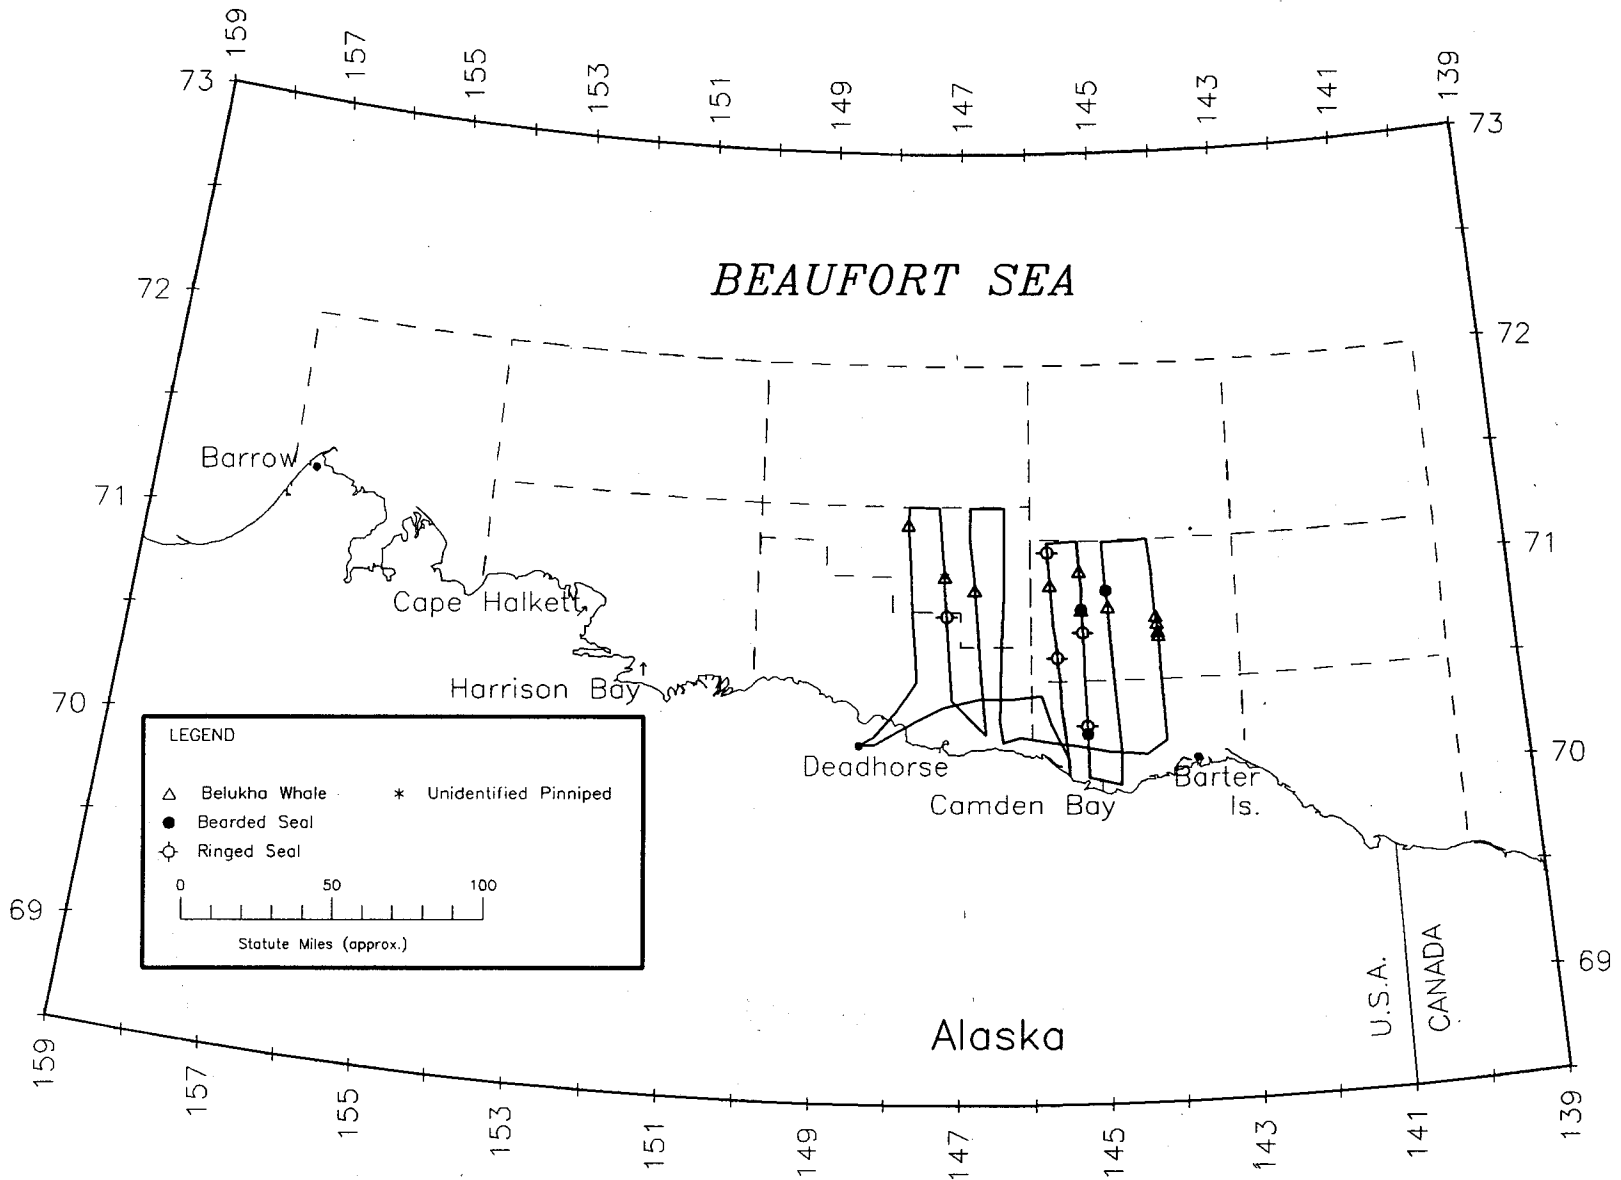 159
157
155
153
151
149
147
145
143
141
139
73
73
BEAUFORT SEA
72
72
Barrow
71
71
Cape Halkett
Harrison Bay
70
70
Deadhorse
Camden Bay
Barter
Is.
LEGEND
Belukha Whale
Unidentified Pinniped
Bearded Seal
Ringed Seal
0 50 100
Statute Miles (approx.)
69
69
U.S.A.
CANADA
Alaska
159
157
155
153
151
149
147
145
143
141
139